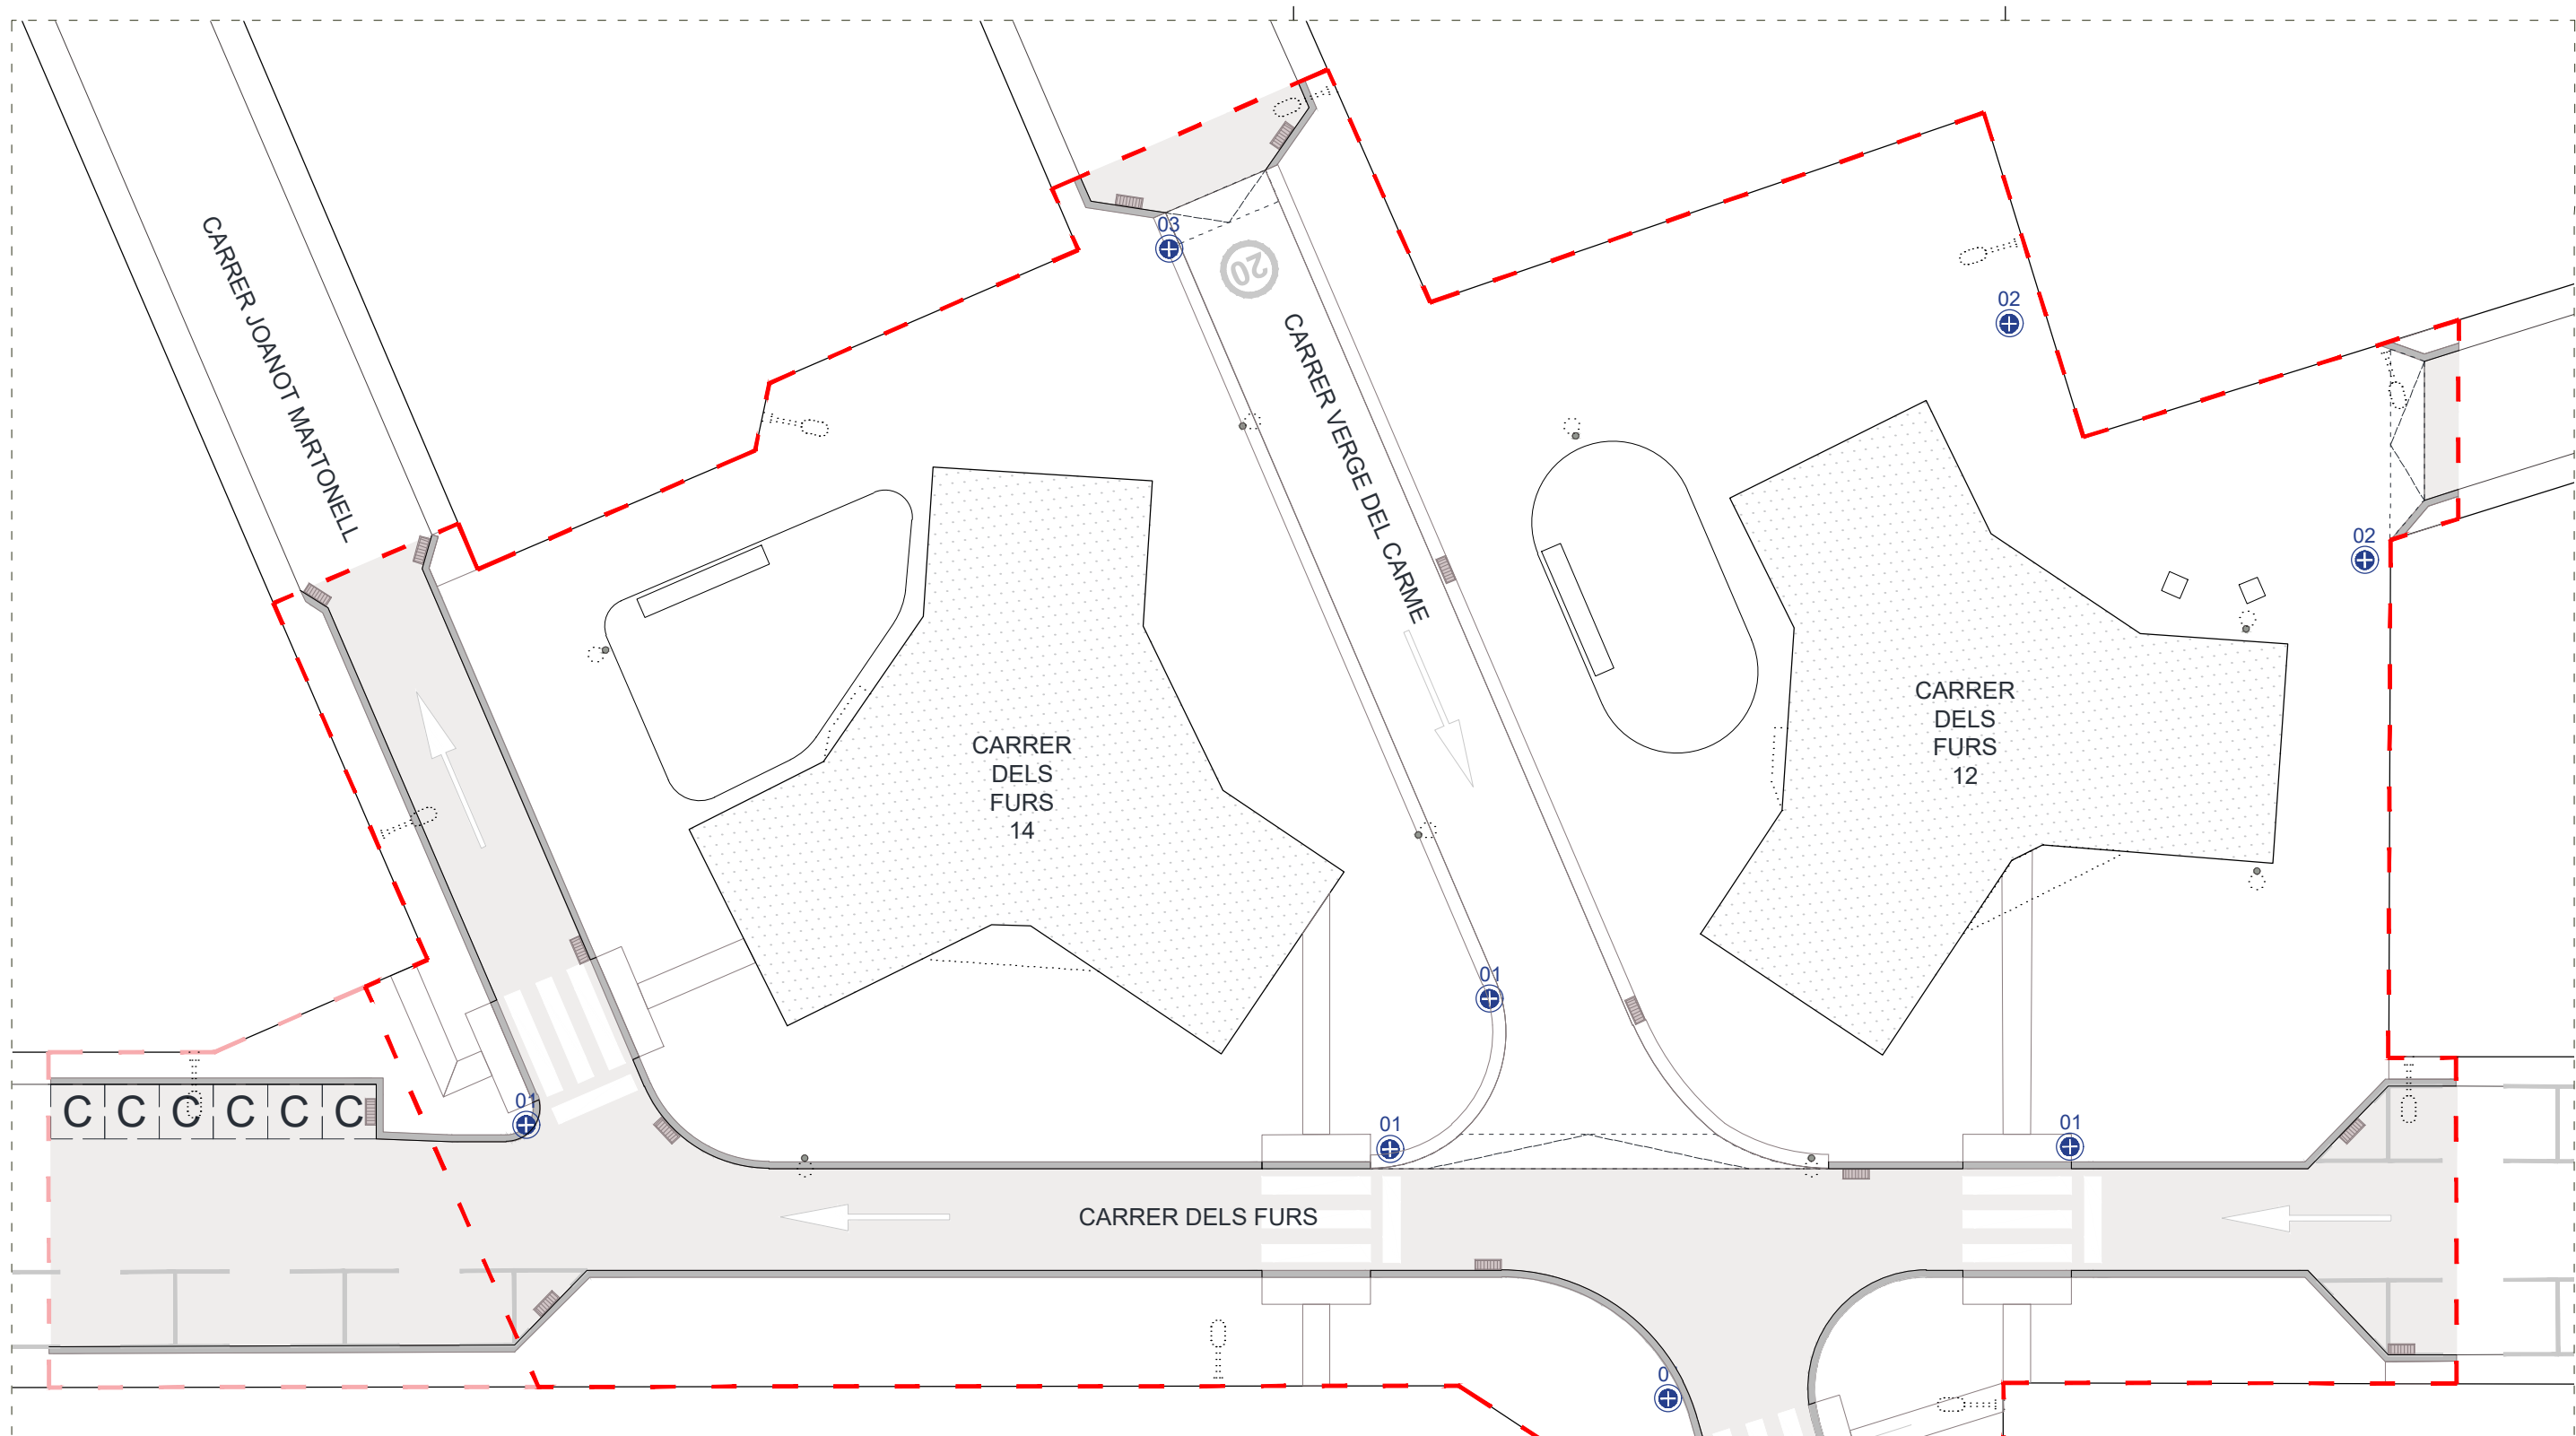 03
20
CARRER JOANOT MARTONELL
02
CARRER VERGE DEL CARME
02
CARRER
DELS
FURS
12
CARRER
DELS
FURS
14
01
01
01
01
C C C C C C
CARRER DELS FURS